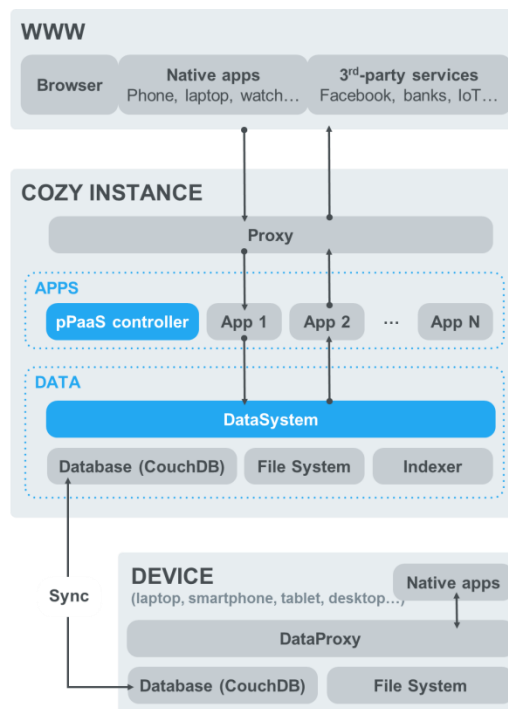 WWW
Browser
Native apps
Phone, laptop, watch…
3rd-party services
Facebook, banks, IoT…
COZY INSTANCE
Proxy
APPS
pPaaS controller
App 1
App 2
…
App N
DATA
DataSystem
Database (CouchDB)
File System
Indexer
Sync
DEVICE
(laptop, smartphone, tablet, desktop…)
Native apps
DataProxy
Database (CouchDB)
File System